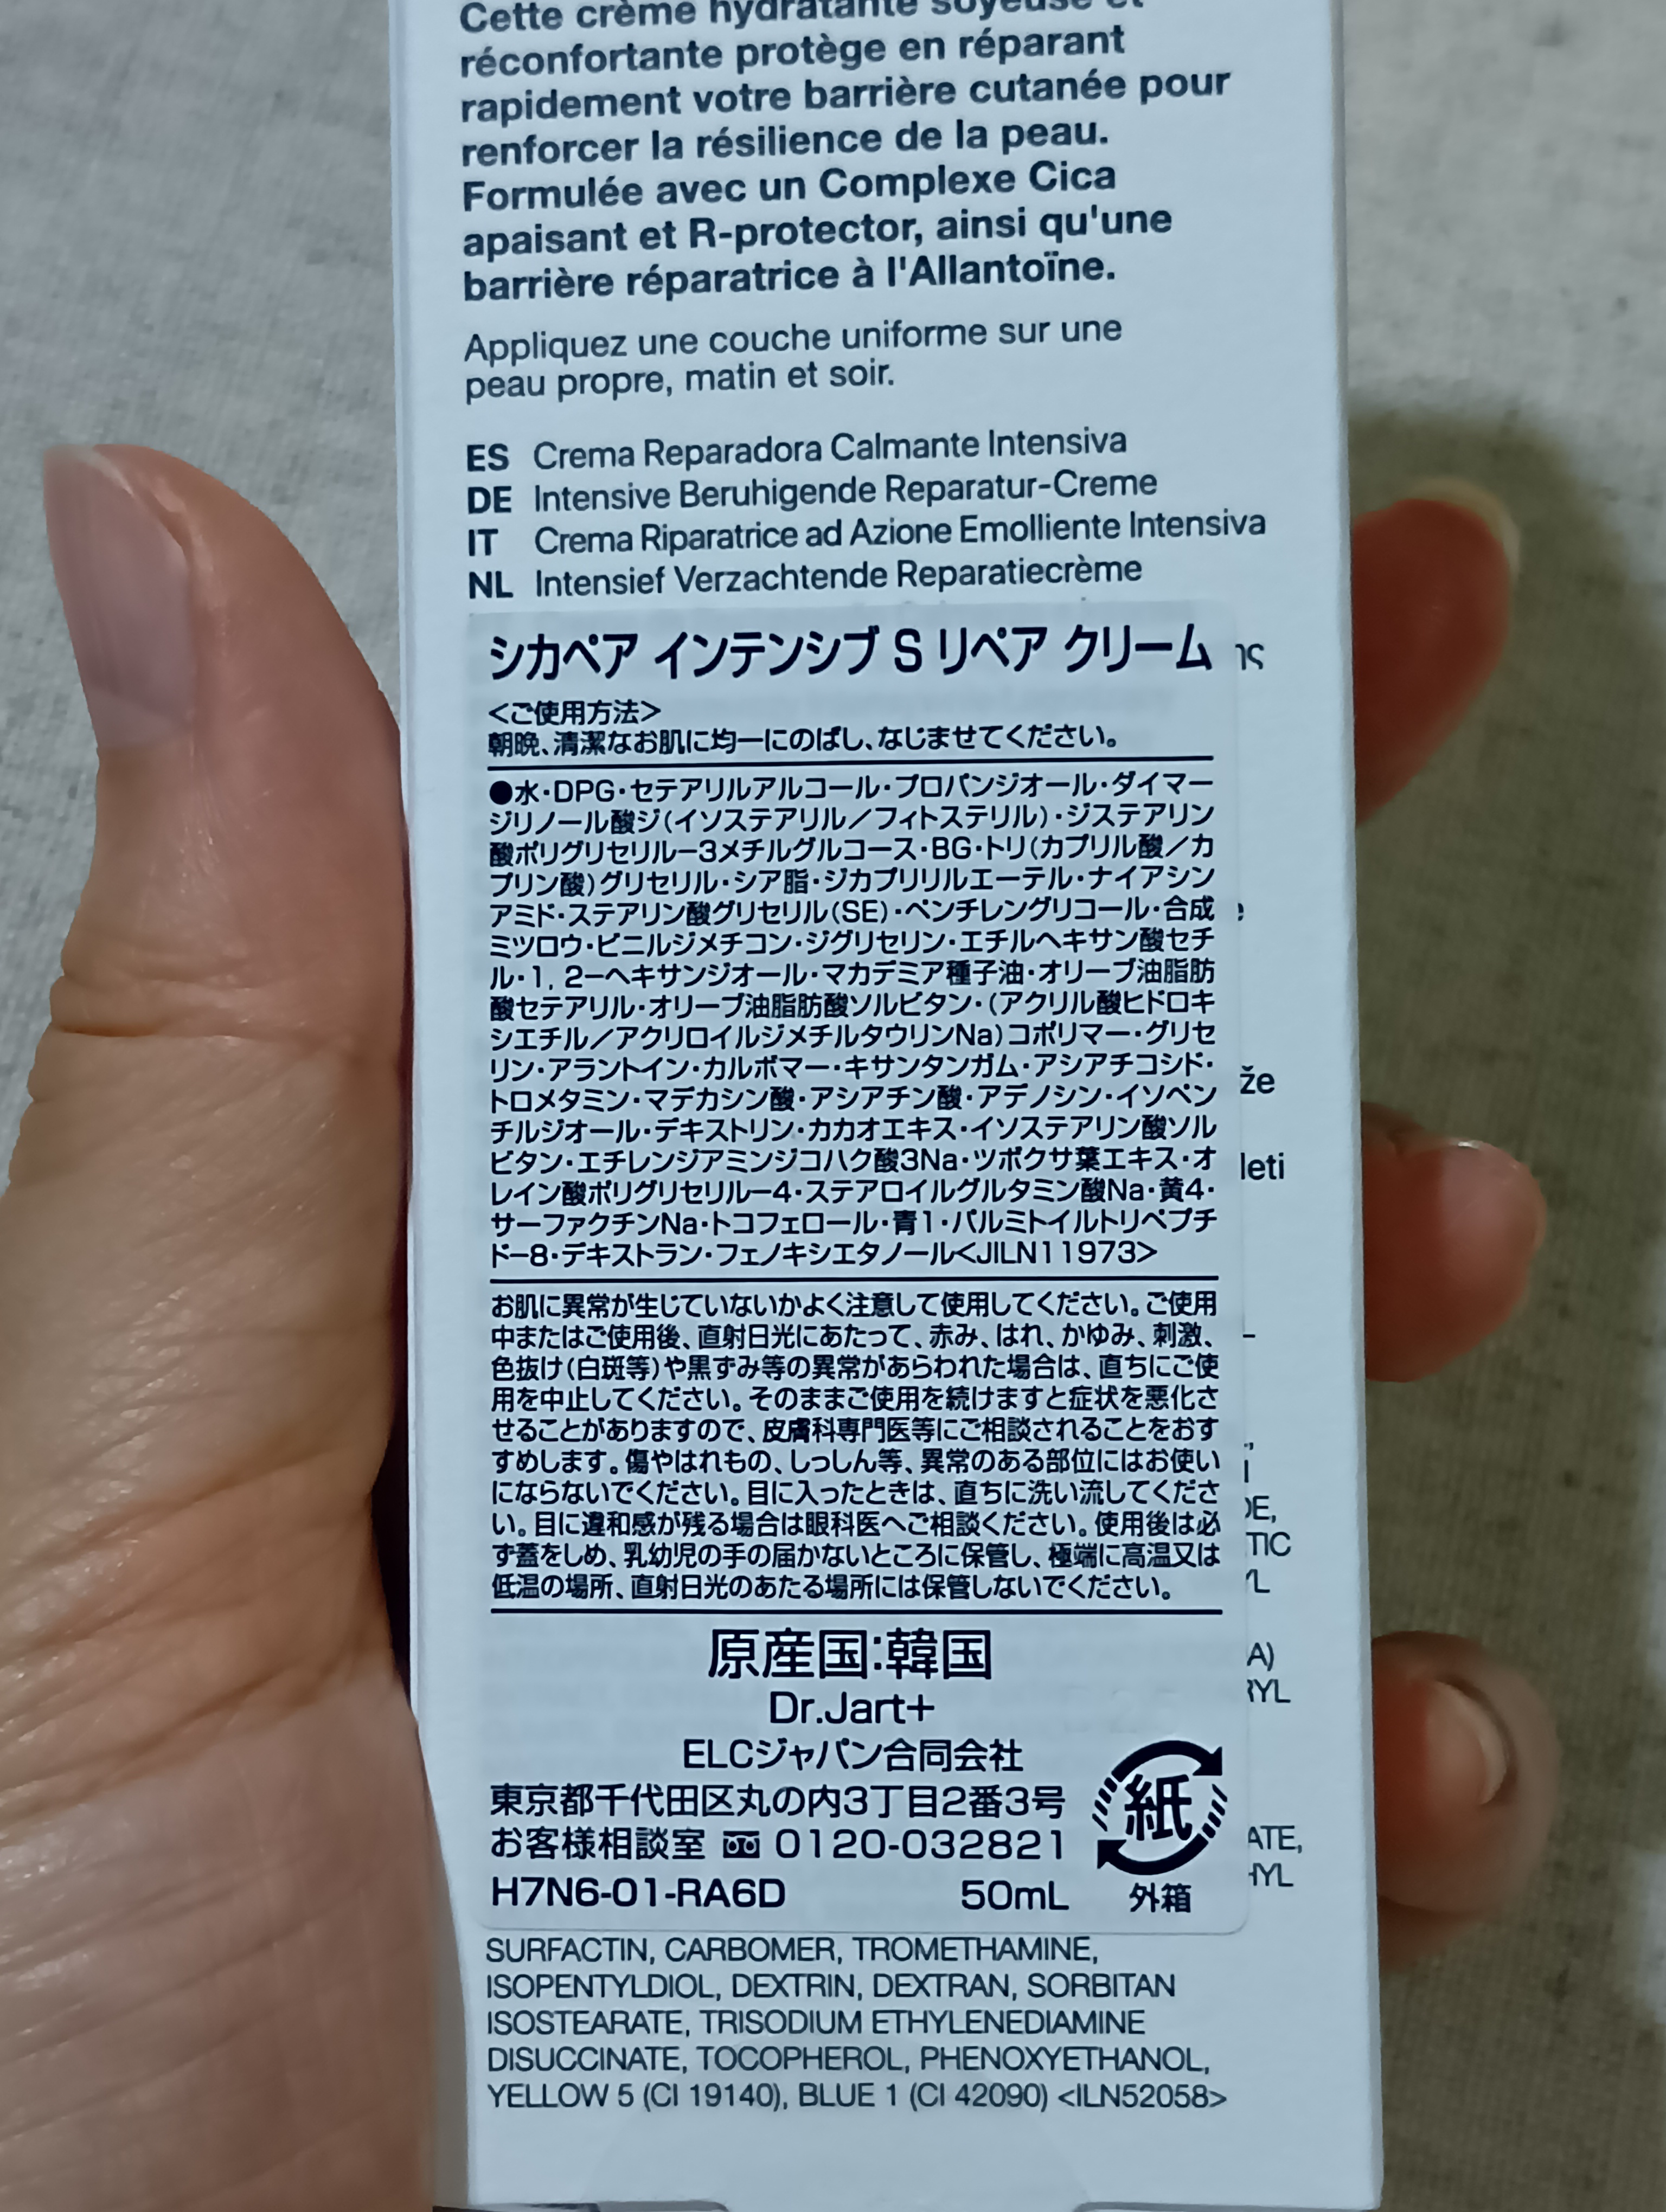 Cette crème hydratante soyeuse et
réconfortante protège en réparant
rapidement votre barrière cutanée pour
renforcer la résilience de la peau.
Formulée avec un Complexe Cica
apaisant et R-protector, ainsi qu'une
barrière réparatrice à l'Allantoïne.
Appliquez une couche uniforme sur une
peau propre, matin et soir.
ES Crema Reparadora Calmante Intensiva
DE Intensive Beruhigende Reparatur-Creme
IT Crema Riparatrice ad Azione Emolliente Intensiva
NL Intensief Verzachtende Reparatiecrème
シカペア インテンシブ S リペア クリーム
＜ご使用方法＞
朝晩、清潔なお肌に均一にのばし、なじませてください。
●水・DPG・セテアリルアルコール・プロパンジオール・ダイマー
ジリノール酸ジ(イソステアリル／フィトステリル)・ジステアリン
酸ポリグリセリル−3メチルグルコース・BG・トリ(カプリル酸／カ
プリン酸)グリセリル・シア脂・ジカプリリルエーテル・ナイアシン
アミド・ステアリン酸グリセリル(SE)・ペンチレングリコール・合成
ミツロウ・ビニルジメチコン・ジグリセリン・エチルヘキサン酸セチ
ル・1, 2−ヘキサンジオール・マカデミア種子油・オリーブ油脂肪
酸セテアリル・オリーブ油脂肪酸ソルビタン・(アクリル酸ヒドロキ
シエチル／アクリロイルジメチルタウリンNa)コポリマー・グリセ
リン・アラントイン・カルボマー・キサンタンガム・アシアチコシド・
トロメタミン・マデカシン酸・アシアチン酸・アデノシン・イソペン
チルジオール・デキストリン・カカオエキス・イソステアリン酸ソル
ビタン・エチレンジアミンジコハク酸3Na・ツボクサ葉エキス・オ
レイン酸ポリグリセリル−4・ステアロイルグルタミン酸Na・黄4・
サーファクチンNa・トコフェロール・青1・パルミトイルトリペプチ
ド−8・デキストラン・フェノキシエタノール<JILN11973>
お肌に異常が生じていないかよく注意して使用してください。ご使用
中またはご使用後、直射日光にあたって、赤み、はれ、かゆみ、刺激、
色抜け(白斑等)や黒ずみ等の異常があらわれた場合は、直ちにご使
用を中止してください。そのままご使用を続けますと症状を悪化さ
せることがありますので、皮膚科専門医等にご相談されることをおす
すめします。傷やはれもの、しっしん等、異常のある部位にはお使い
にならないでください。目に入ったときは、直ちに洗い流してくださ
い。目に違和感が残る場合は眼科医へご相談ください。使用後は必
ず蓋をしめ、乳幼児の手の届かないところに保管し、極端に高温又は
低温の場所、直射日光のあたる場所には保管しないでください。
原産国:韓国
Dr.Jart+
ELCジャパン合同会社
東京都千代田区丸の内3丁目2番3号
お客様相談室 0120-032821
H7N6-01-RA6D 50mL
紙
外箱
SURFACTIN, CARBOMER, TROMETHAMINE,
ISOPENTYLDIOL, DEXTRIN, DEXTRAN, SORBITAN
ISOSTEARATE, TRISODIUM ETHYLENEDIAMINE
DISUCCINATE, TOCOPHEROL, PHENOXYETHANOL,
YELLOW 5 (CI 19140), BLUE 1 (CI 42090) <ILN52058>